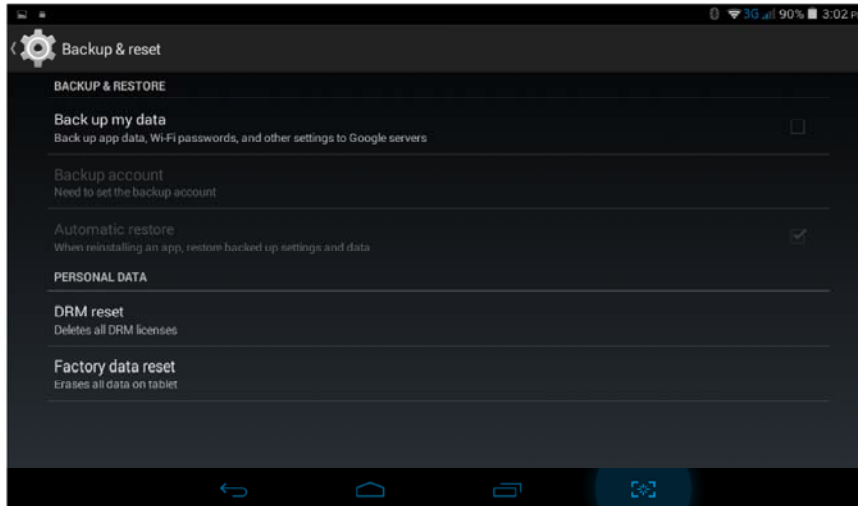 3G 90% 3:02 P
Backup & reset
BACKUP & RESTORE
Back up my data
Back up app data, Wi-Fi passwords, and other settings to Google servers
Backup account
Need to set the backup account
Automatic restore
When reinstalling an app, restore backed up settings and data
PERSONAL DATA
DRM reset
Deletes all DRM licenses
Factory data reset
Erases all data on tablet